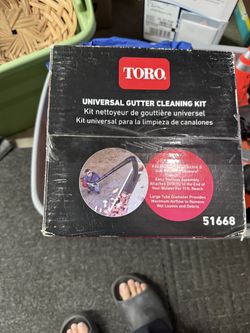 TORO.
UNIVERSAL GUTTER CLEANING KIT
Kit nettoyeur de gouttière universel
Kit universal para la limpieza de canalones
Easy
Assembly
Attaches Directly to the End of
Your Blower For 11ft. Reach
Large Tube Diameter Provides
Maximum Airflow to Remove
Wet Leaves and Debris
51668